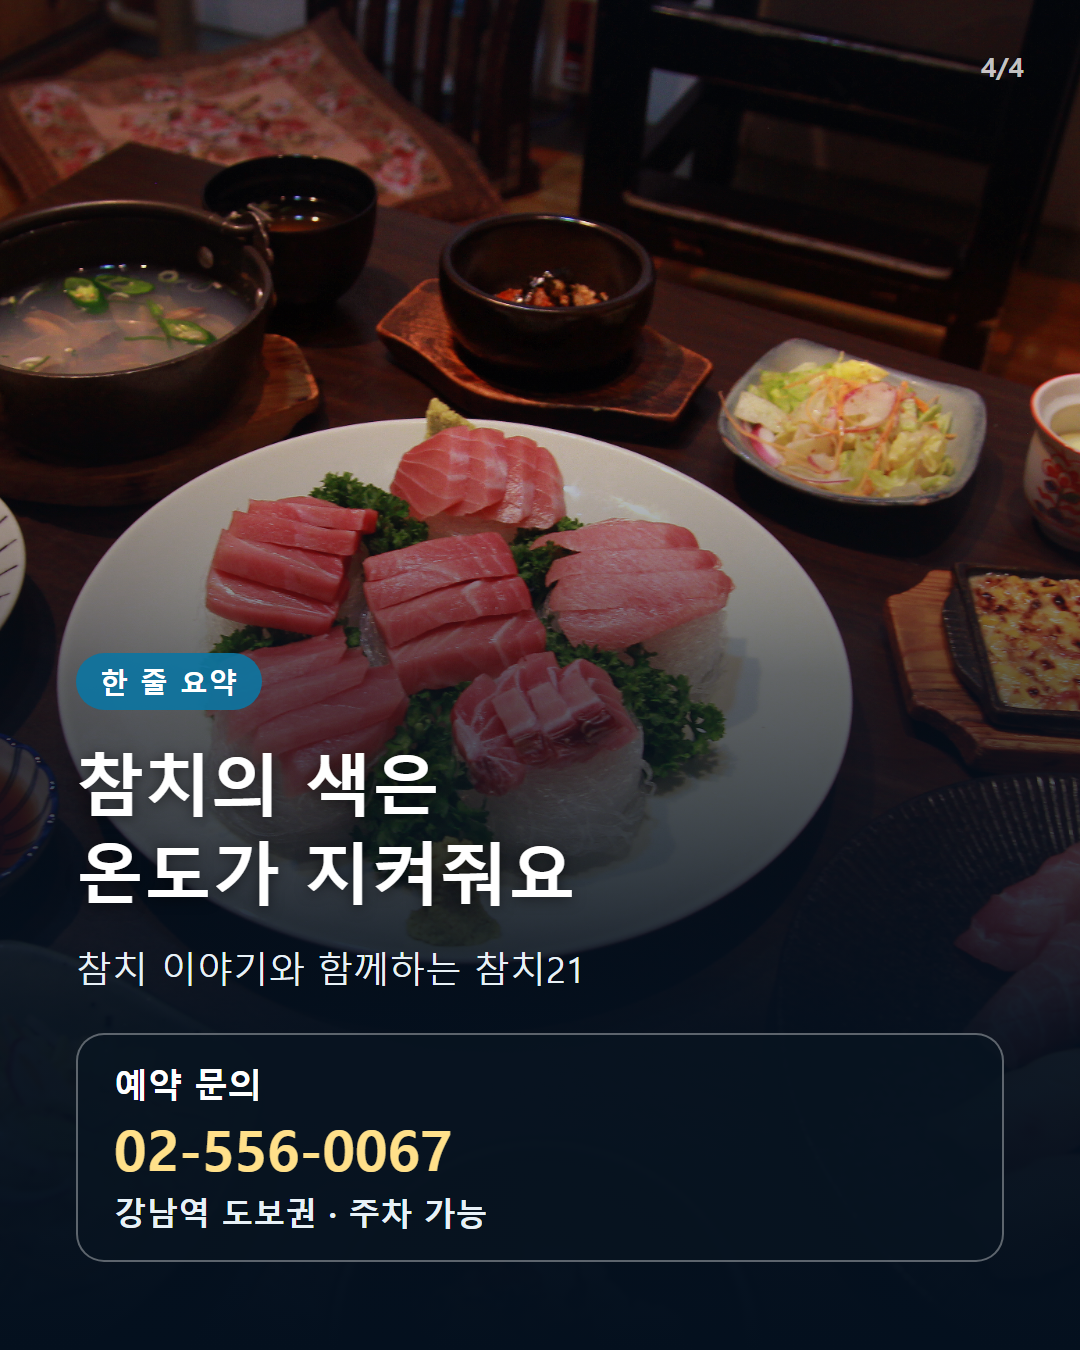 4/4
한 줄 요약
참치의 색은
온도가 지켜줘요
참치 이야기와 함께하는 참치21
예약 문의
02-556-0067
강남역 도보권 · 주차 가능